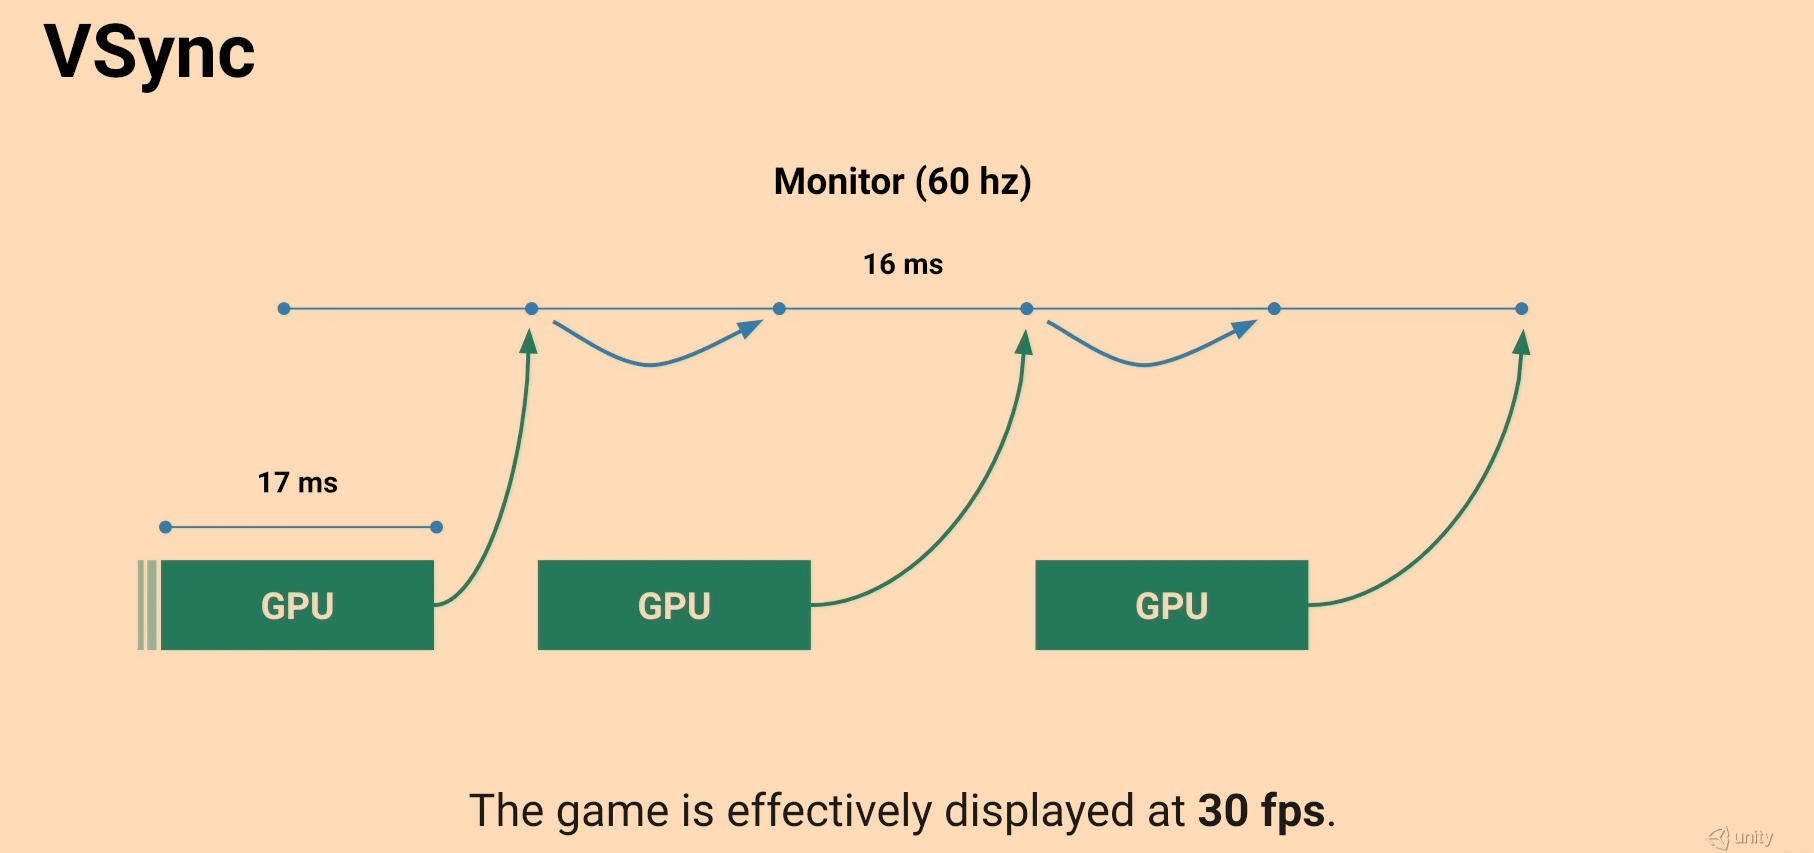 VSync
Monitor (60 hz)
16 ms
17 ms
GPU
GPU
GPU
The game is effectively displayed at 30 fps.
unity